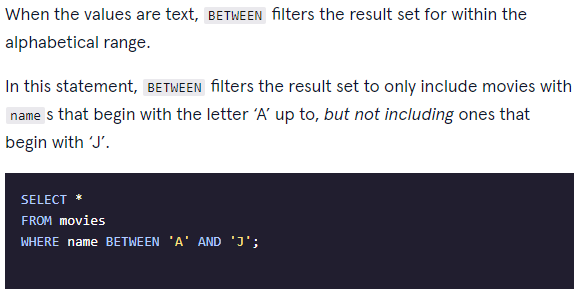 When the values are text, BETWEEN filters the result set for within the
alphabetical range.
In this statement, BETWEEN filters the result set to only include movies with
name s that begin with the letter ‘A’ up to, but not including ones that
begin with ‘J’.
SELECT *
FROM movies
WHERE name BETWEEN 'A' AND 'J';